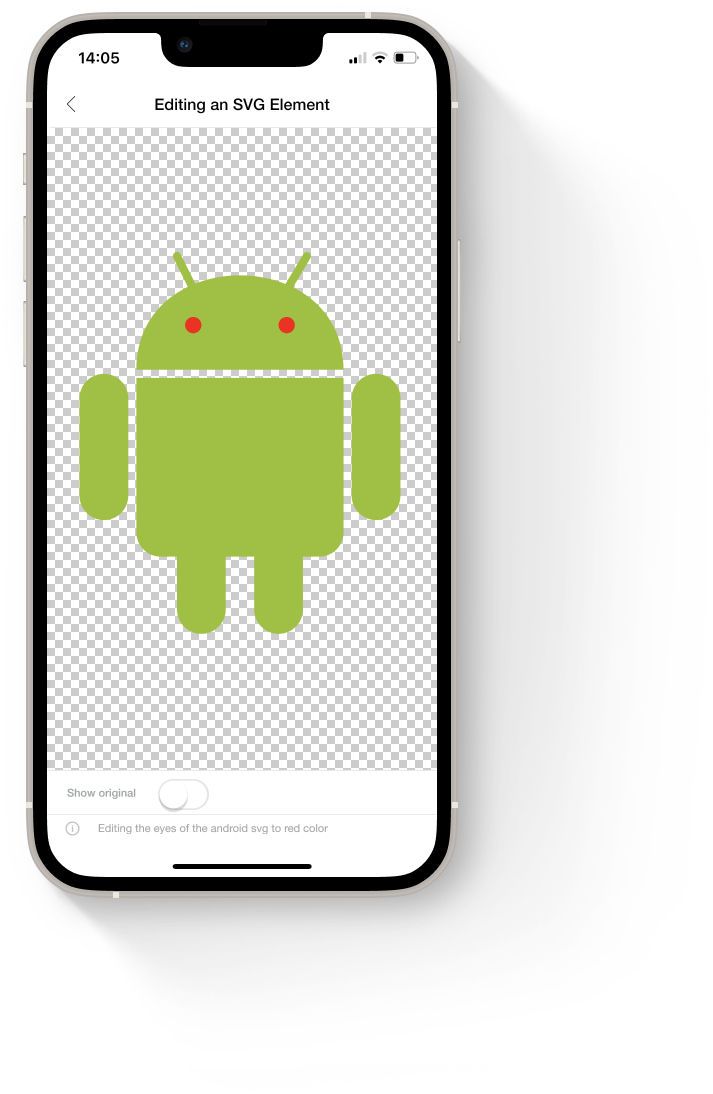 14:05
Editing an SVG Element
Show original
Editing the eyes of the android svg to red color